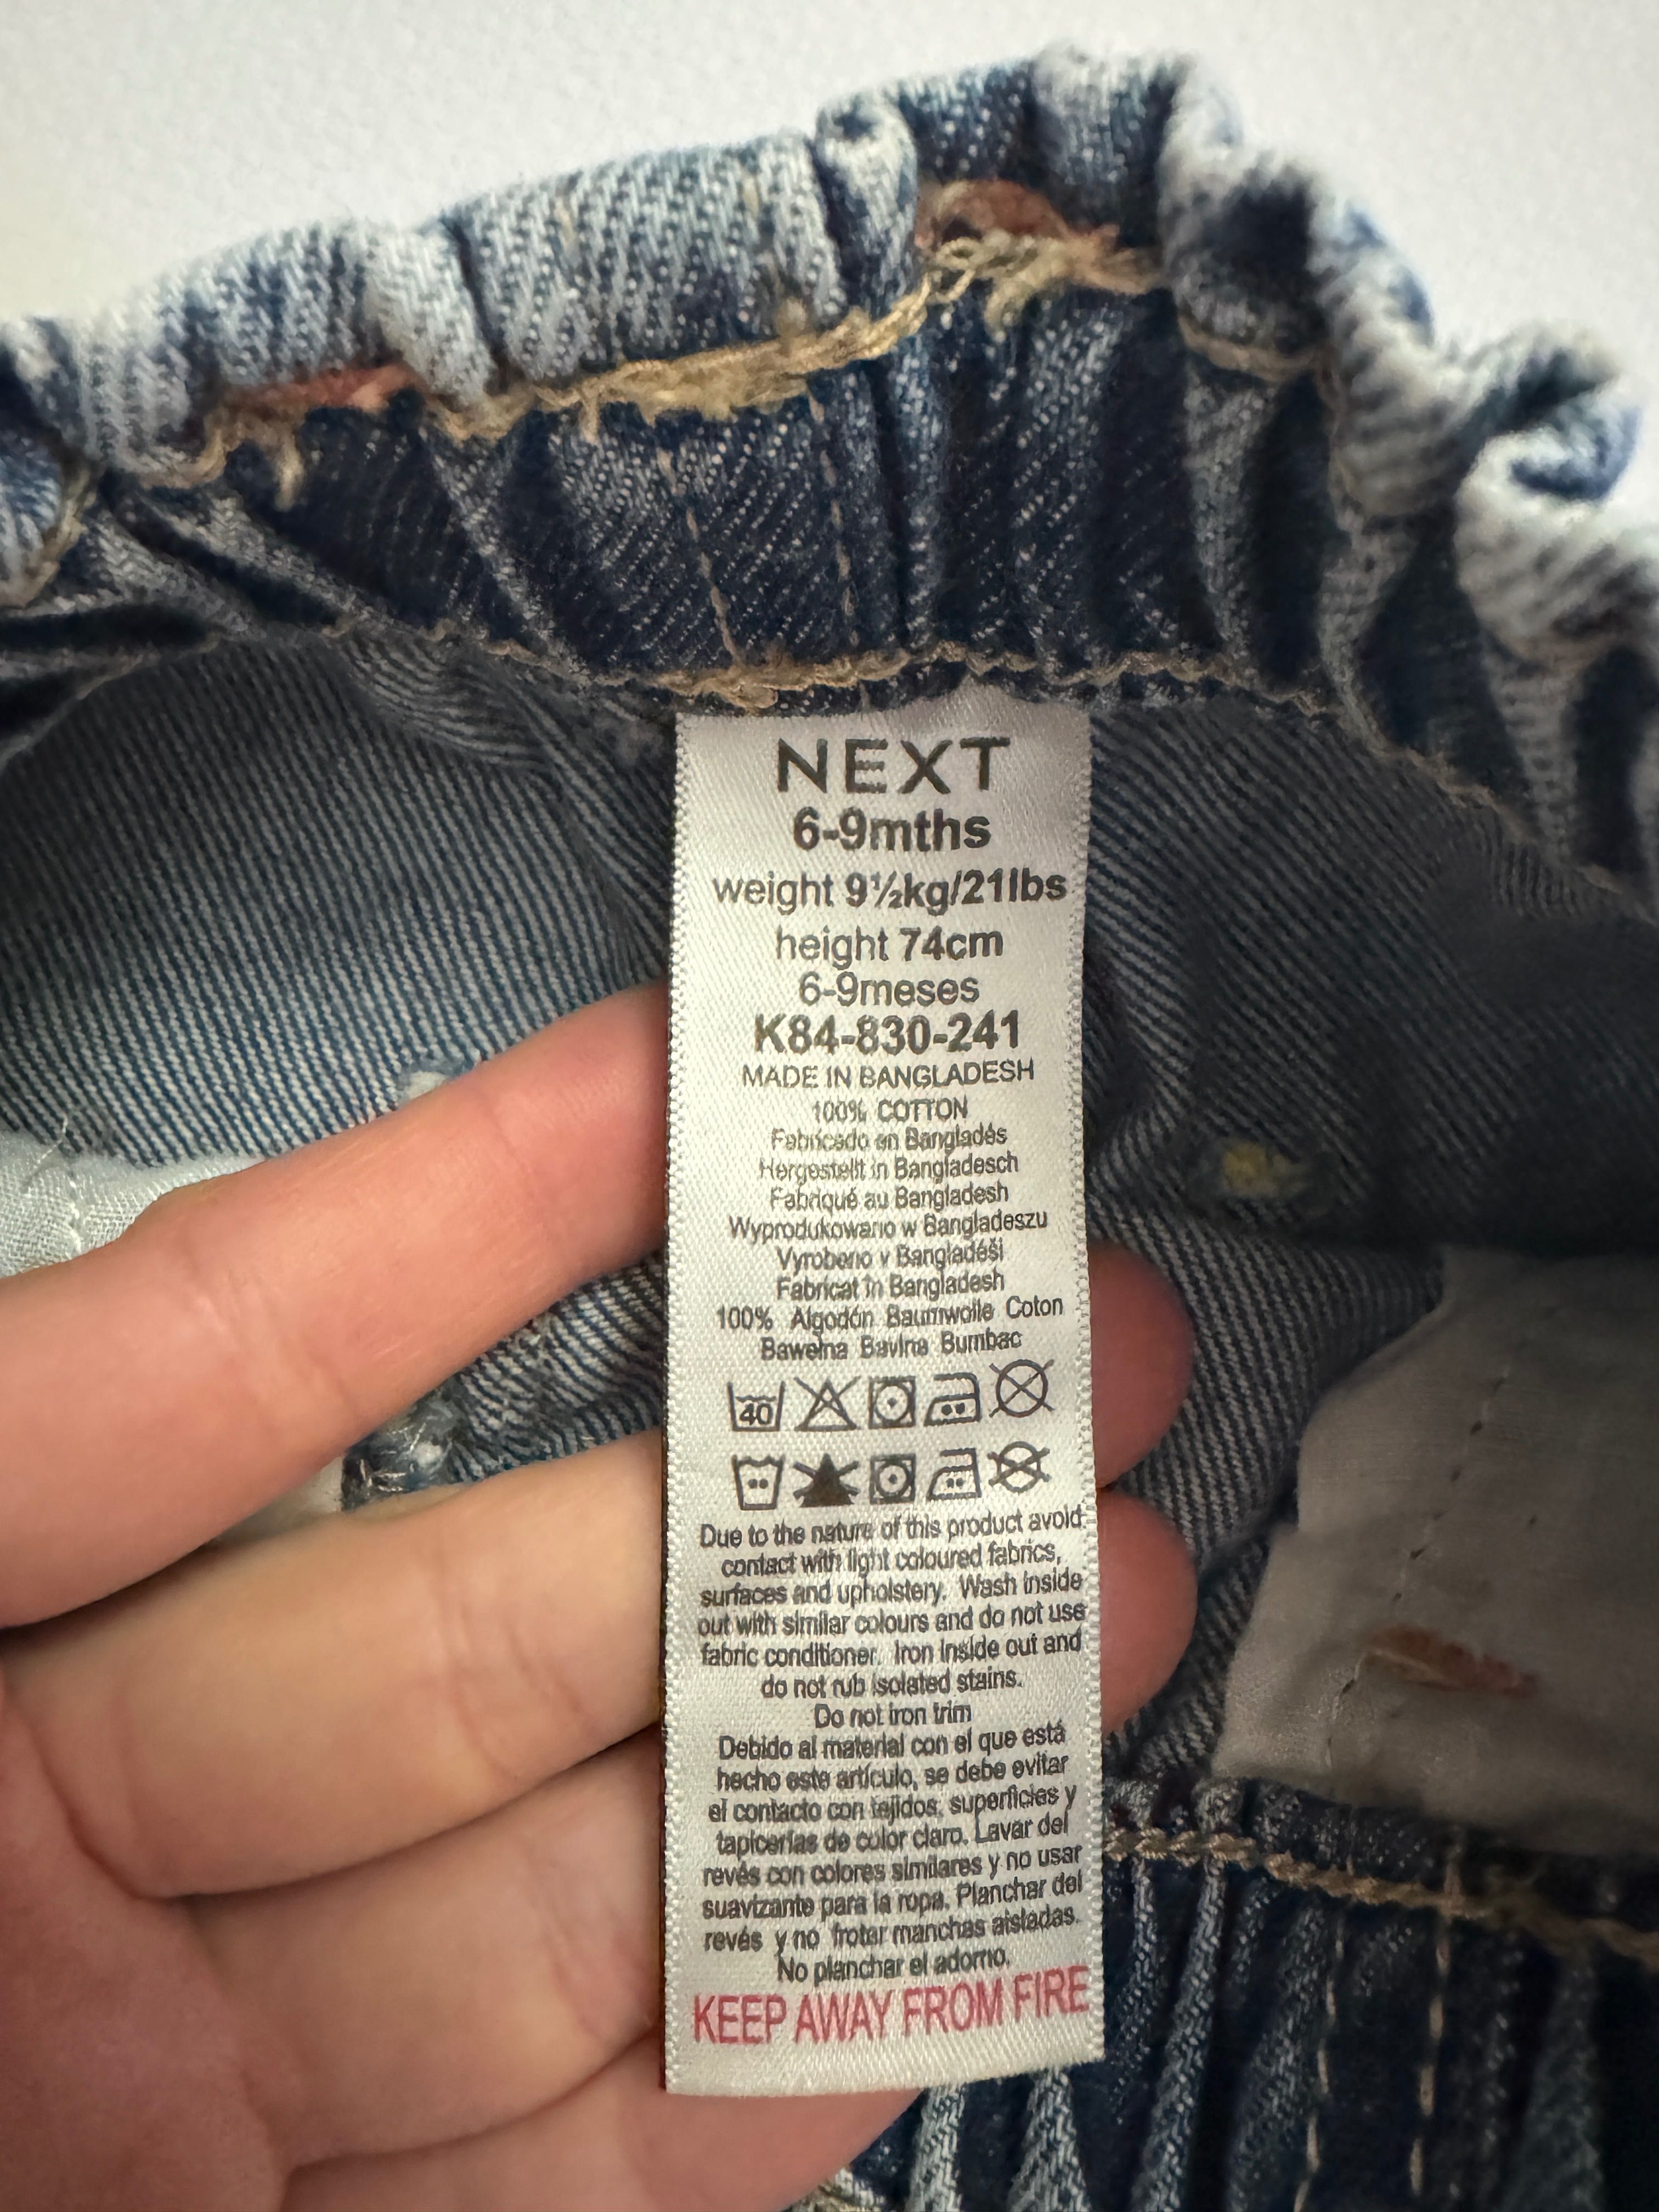 NEXT
6-9mths
weight 9½kg/21lbs
height 74cm
6-9meses
K84-830-241
MADE IN BANGLADESH
100% COTTON
Fabricado en Bangladés
Hergestellt in Bangladesch
Fabriqué au Bangladesh
Wyprodukowano w Bangladeszu
Vyrobeno v Bangladéši
Fabricat în Bangladesh
100% Algodón Baumwolle Coton
Bawełna Bavlna Bumbac
40
Due to the nature of this product avoid
contact with light coloured fabrics,
surfaces and upholstery. Wash inside
out with similar colours and do not use
fabric conditioner. Iron inside out and
do not rub isolated stains.
Do not iron trim
Debido al material con el que está
hecho este artículo, se debe evitar
el contacto con tejidos, superficies y
tapicerías de color claro. Lavar del
revés con colores similares y no usar
suavizante para la ropa. Planchar del
revés y no frotar manchas aisladas.
No planchar el adorno.
KEEP AWAY FROM FIRE